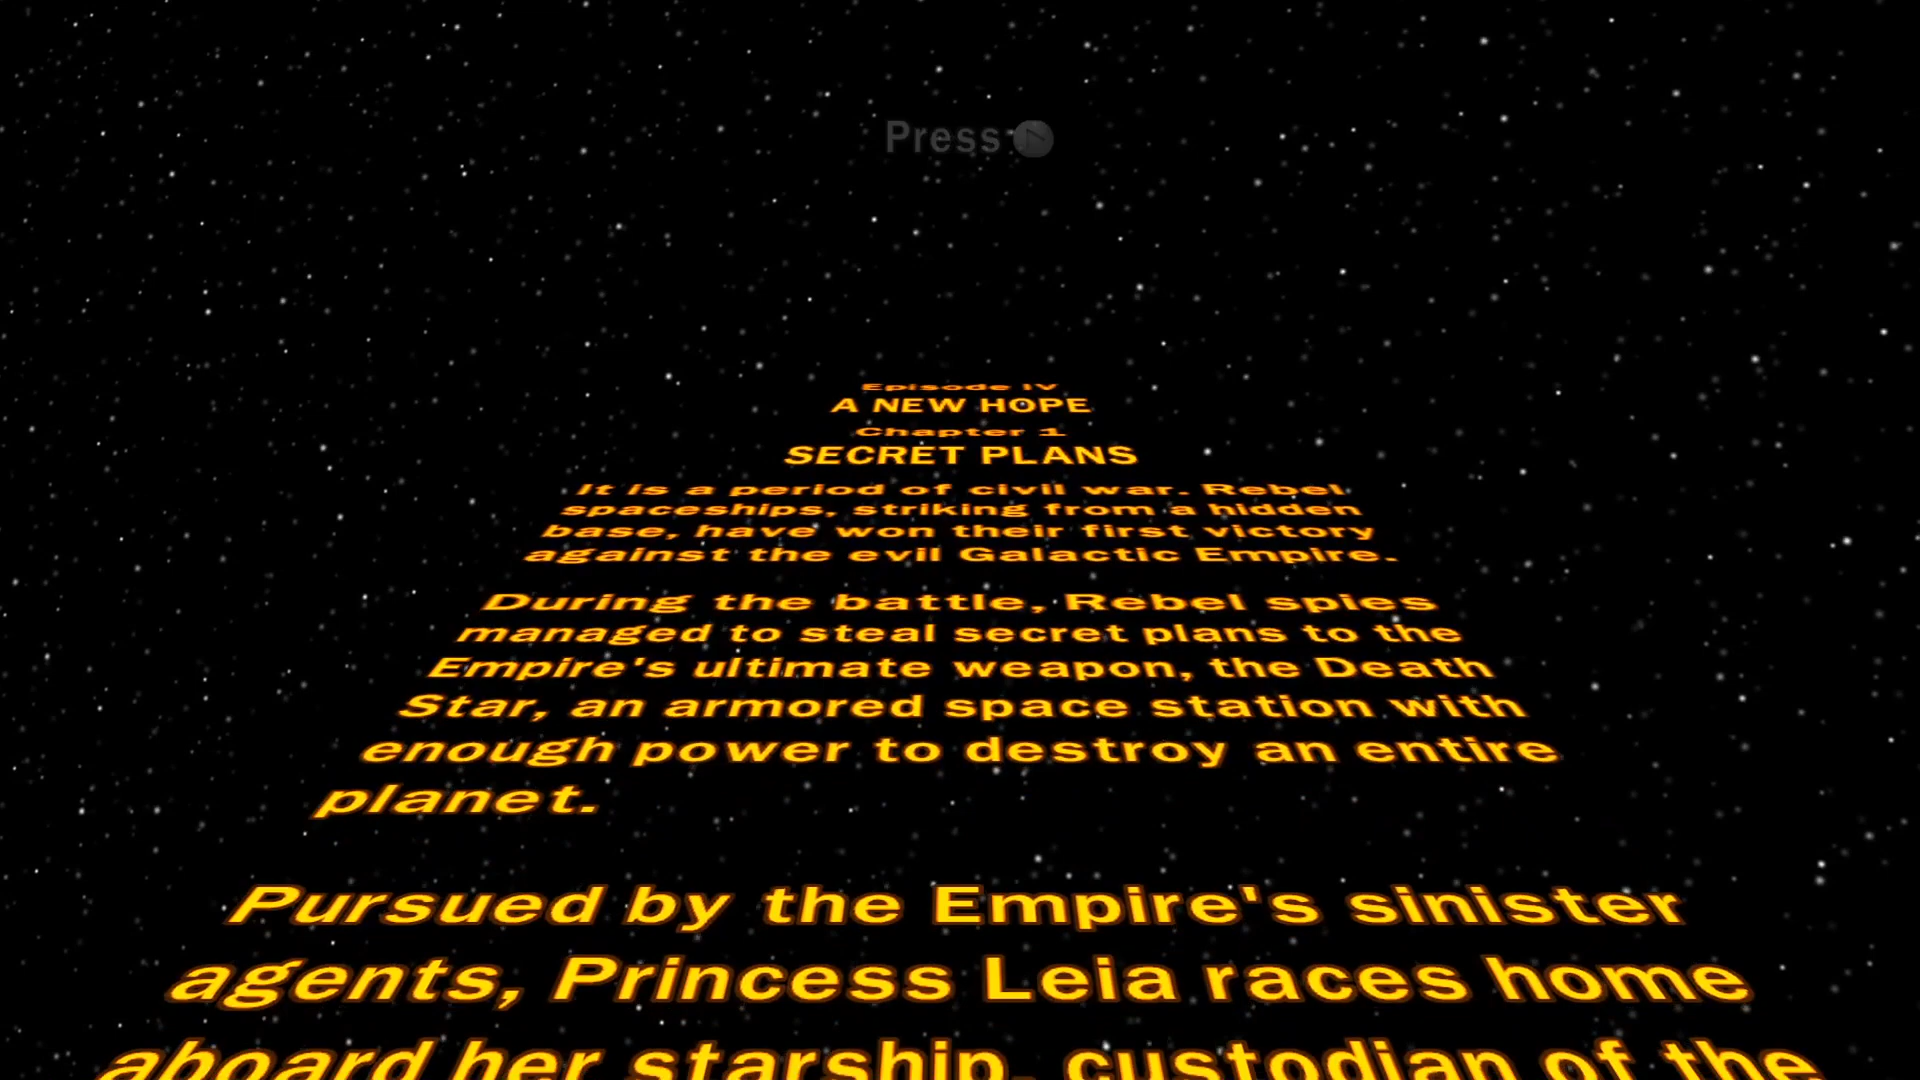 Press
Episode IV
A NEW HOPE
Chapter 1
SECRET PLANS
It is a period of civil war. Rebel
spaceships, striking from a hidden
base, have won their first victory
against the evil Galactic Empire.
During the battle, Rebel spies
managed to steal secret plans to the
Empire's ultimate weapon, the Death
Star, an armored space station with
enough power to destroy an entire
planet.
Pursued by the Empire's sinister
agents, Princess Leia races home
aboard her starship, custodian of the